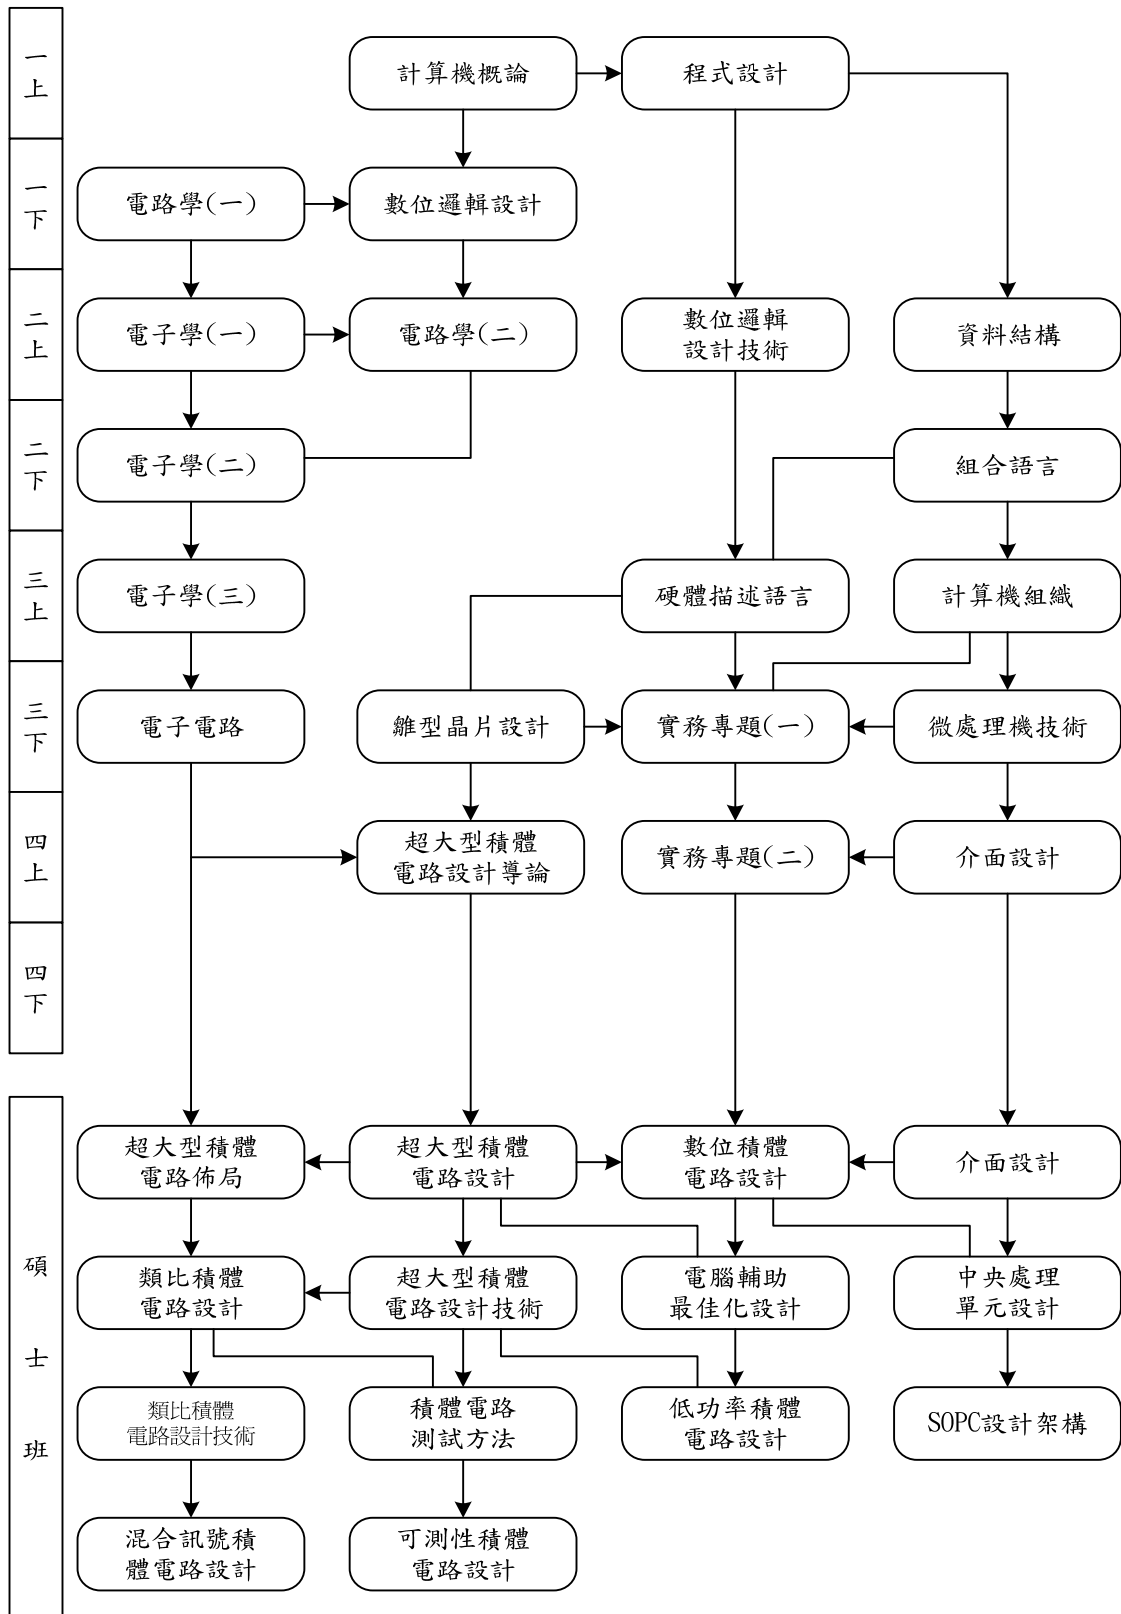 一
上
計算機概論
程式設計
一
下
電路學(一)
數位邏輯設計
二
上
電子學(一)
電路學(二)
數位邏輯
設計技術
資料結構
二
下
電子學(二)
組合語言
三
上
電子學(三)
硬體描述語言
計算機組織
三
下
電子電路
雛型晶片設計
實務專題(一)
微處理機技術
四
上
超大型積體
電路設計導論
實務專題(二)
介面設計
四
下
碩
士
班
超大型積體
電路佈局
超大型積體
電路設計
數位積體
電路設計
介面設計
類比積體
電路設計
超大型積體
電路設計技術
電腦輔助
最佳化設計
中央處理
單元設計
類比積體
電路設計技術
積體電路
測試方法
低功率積體
電路設計
SOPC設計架構
混合訊號積
體電路設計
可測性積體
電路設計